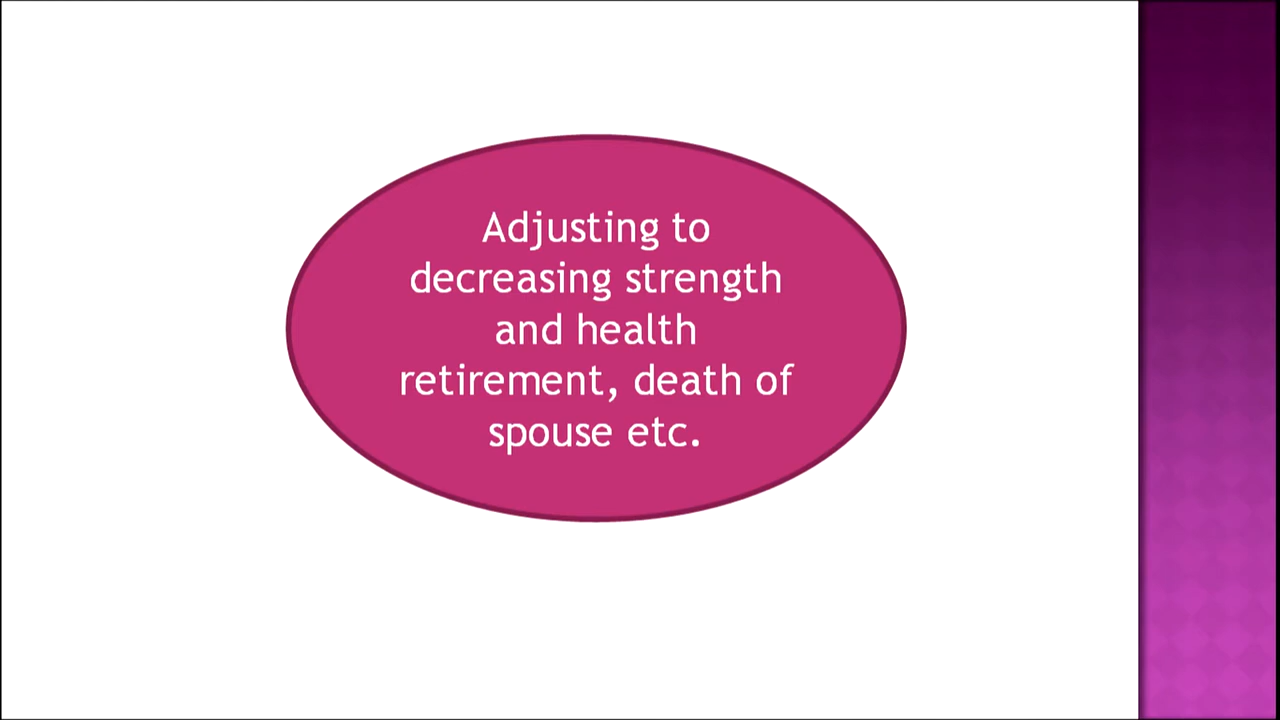 Adjusting to
decreasing strength
and health
retirement, death of
spouse etc.